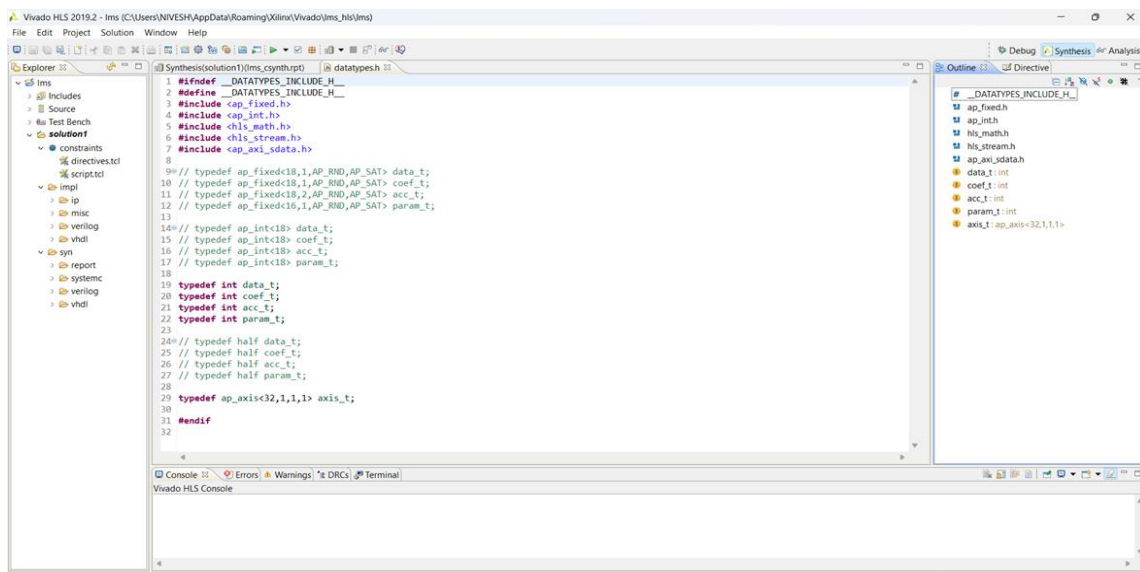 Vivado HLS 2019.2 - lms (C:\Users\NIVESH\AppData\Roaming\Xilinx\Vivado\lms_hls\lms)
File Edit Project Solution Window Help
Debug Synthesis Analysis
Explorer
lms
Includes
Source
Test Bench
solution1
constraints
directives.tcl
script.tcl
impl
ip
misc
verilog
vhdl
syn
report
systemc
verilog
vhdl
Synthesis(solution1)(lms_csynth.rpt) datatypes.h
1 #ifndef __DATATYPES_INCLUDE_H__
2 #define __DATATYPES_INCLUDE_H__
3 #include <ap_fixed.h>
4 #include <ap_int.h>
5 #include <hls_math.h>
6 #include <hls_stream.h>
7 #include <ap_axi_sdata.h>
8
9 // typedef ap_fixed<18,1,AP_RND,AP_SAT> data_t;
10 // typedef ap_fixed<18,1,AP_RND,AP_SAT> coef_t;
11 // typedef ap_fixed<18,2,AP_RND,AP_SAT> acc_t;
12 // typedef ap_fixed<16,1,AP_RND,AP_SAT> param_t;
13
14 // typedef ap_int<18> data_t;
15 // typedef ap_int<18> coef_t;
16 // typedef ap_int<18> acc_t;
17 // typedef ap_int<18> param_t;
18
19 typedef int data_t;
20 typedef int coef_t;
21 typedef int acc_t;
22 typedef int param_t;
23
24 // typedef half data_t;
25 // typedef half coef_t;
26 // typedef half acc_t;
27 // typedef half param_t;
28
29 typedef ap_axis<32,1,1,1> axis_t;
30
31 #endif
32
Outline Directive
# __DATATYPES_INCLUDE_H__
ap_fixed.h
ap_int.h
hls_math.h
hls_stream.h
ap_axi_sdata.h
data_t : int
coef_t : int
acc_t : int
param_t : int
axis_t : ap_axis<32,1,1,1>
Console Errors Warnings DRCs Terminal
Vivado HLS Console